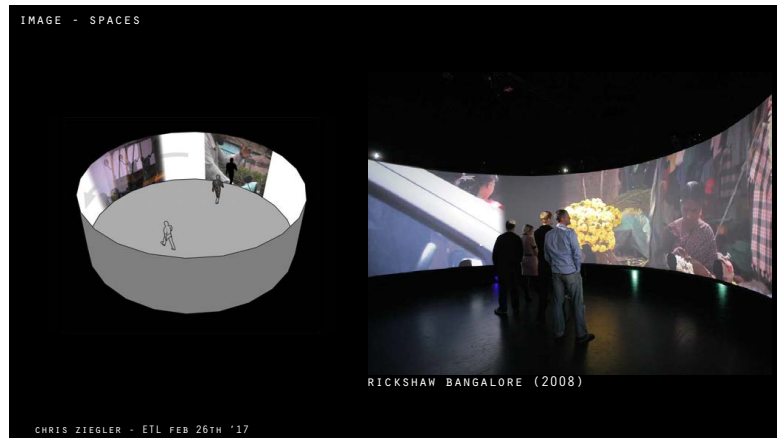 IMAGE - SPACES
RICKSHAW BANGALORE (2008)
CHRIS ZIEGLER - ETL FEB 26TH '17